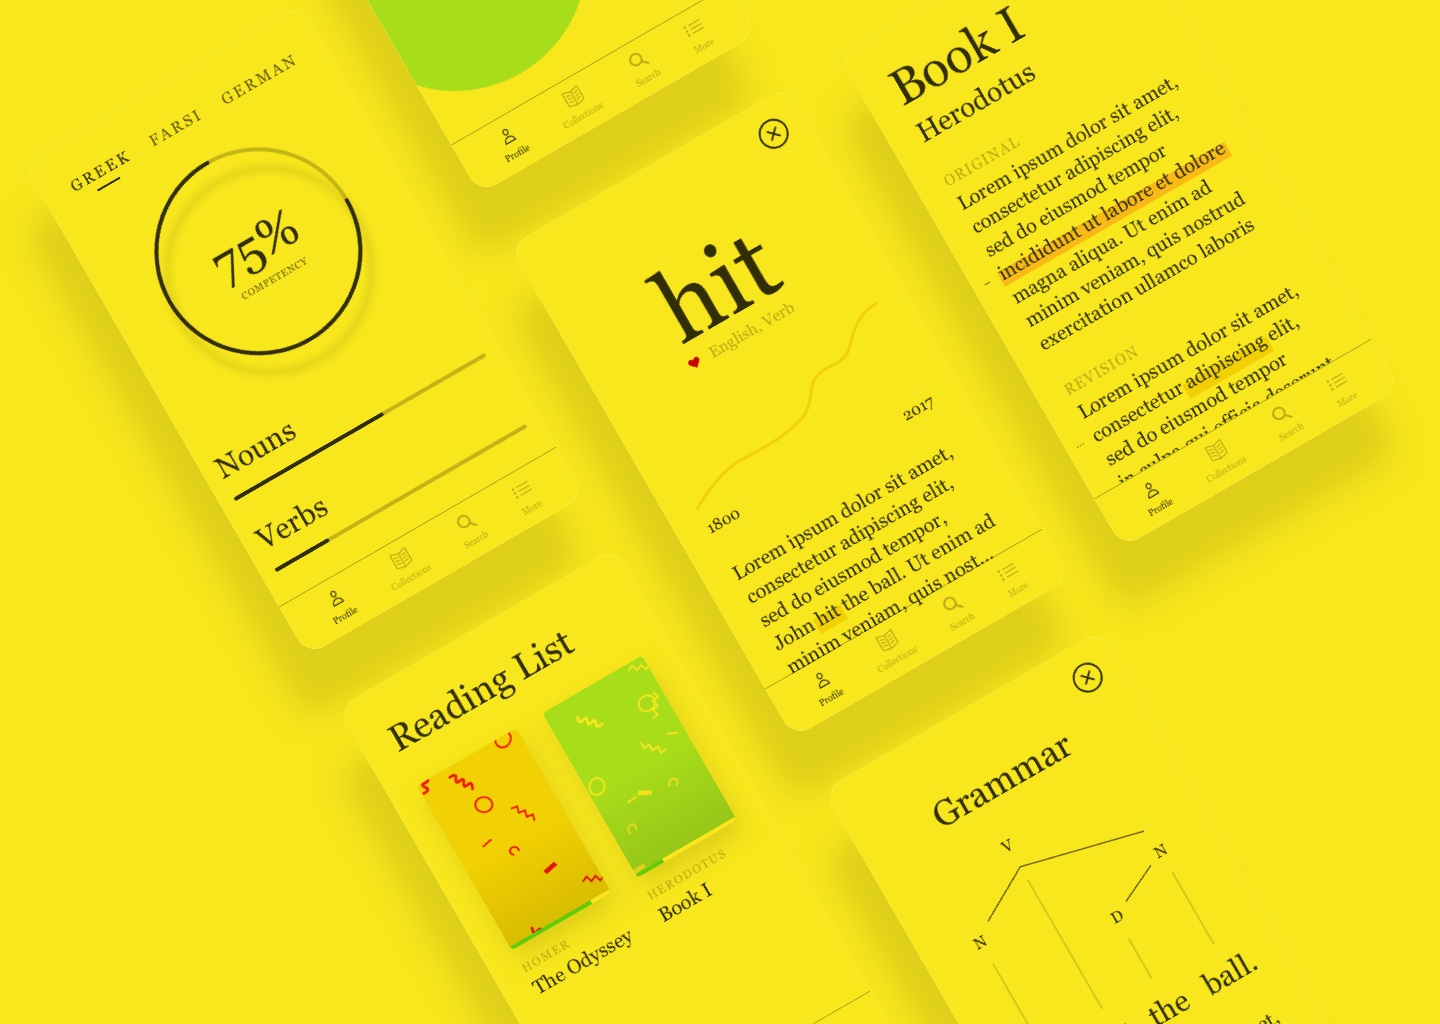 GREEK FARSI GERMAN
75%
COMPETENCY
Nouns
Verbs
Profile Collections Search More
Profile Collections Search More
hit
English, Verb
1800 2017
Lorem ipsum dolor sit amet,
consectetur adipiscing elit,
sed do eiusmod tempor,
John hit the ball. Ut enim ad
minim veniam, quis nost...
Profile Collections Search More
Book I
Herodotus
ORIGINAL
Lorem ipsum dolor sit amet,
consectetur adipiscing elit,
sed do eiusmod tempor
incididunt ut labore et dolore
magna aliqua. Ut enim ad
minim veniam, quis nostrud
exercitation ullamco laboris
REVISION
Lorem ipsum dolor sit amet,
consectetur adipiscing elit,
sed do eiusmod tempor
in culpa qui officia deserunt
Profile Collections Search More
Reading List
HOMER
The Odyssey
HERODOTUS
Book I
Grammar
V
N
N
D
the ball.